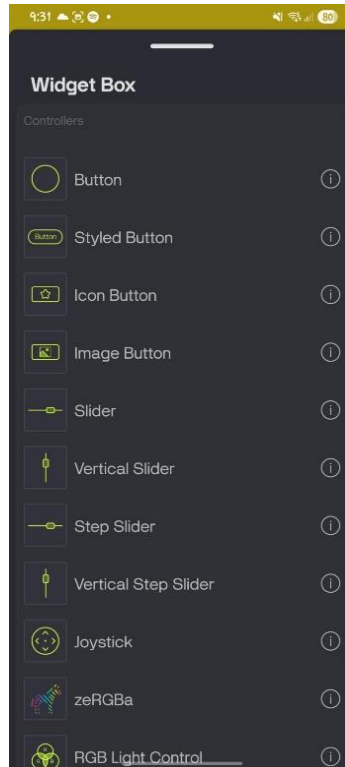 9:31
80
Widget Box
Controllers
Button
Button
Styled Button
Icon Button
Image Button
Slider
Vertical Slider
Step Slider
Vertical Step Slider
Joystick
zeRGBa
RGB Light Control